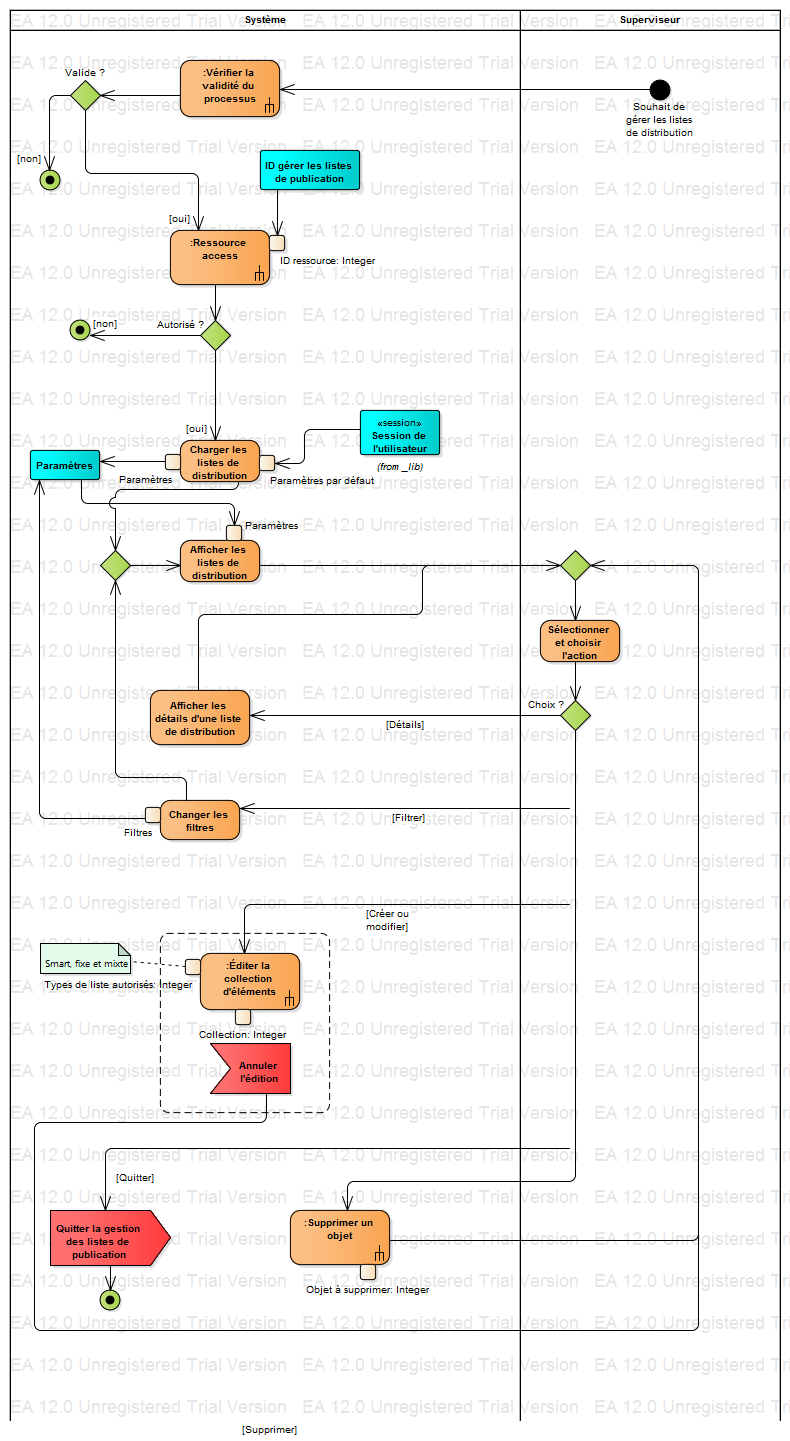 Système
Superviseur
Valide ?
:Vérifier la
validité du
processus
Souhait de
gérer les listes
de distribution
[non]
ID gérer les listes
de publication
[oui]
:Ressource
access
ID ressource: Integer
[non]
Autorisé ?
[oui]
«session»
Session de
l'utilisateur
(from _lib)
Charger les
listes de
distribution
Paramètres
Paramètres
Paramètres par défaut
Paramètres
Afficher les
listes de
distribution
Sélectionner
et choisir
l'action
Afficher les
détails d'une liste
de distribution
Choix ?
[Détails]
Changer les
filtres
[Filtrer]
Filtres
[Créer ou
modifier]
Smart, fixe et mixte
:Éditer la
collection
d'éléments
Types de liste autorisés: Integer
Collection: Integer
Annuler
l'édition
[Quitter]
Quitter la gestion
des listes de
publication
:Supprimer un
objet
Objet à supprimer: Integer
[Supprimer]
EA 12.0 Unregistered Trial Version